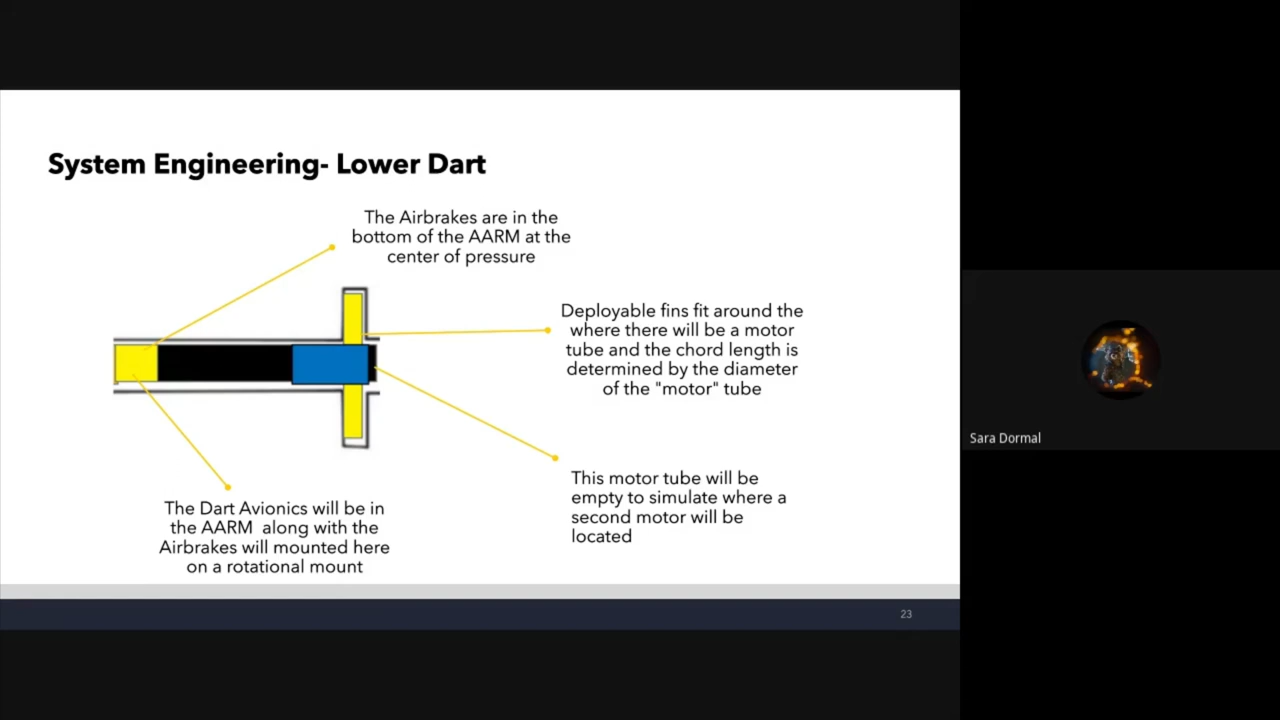 System Engineering- Lower Dart
The Airbrakes are in the
bottom of the AARM at the
center of pressure
Deployable fins fit around the
where there will be a motor
tube and the chord length is
determined by the diameter
of the "motor" tube
This motor tube will be
empty to simulate where a
second motor will be
located
The Dart Avionics will be in
the AARM along with the
Airbrakes will mounted here
on a rotational mount
23
Sara Dormal